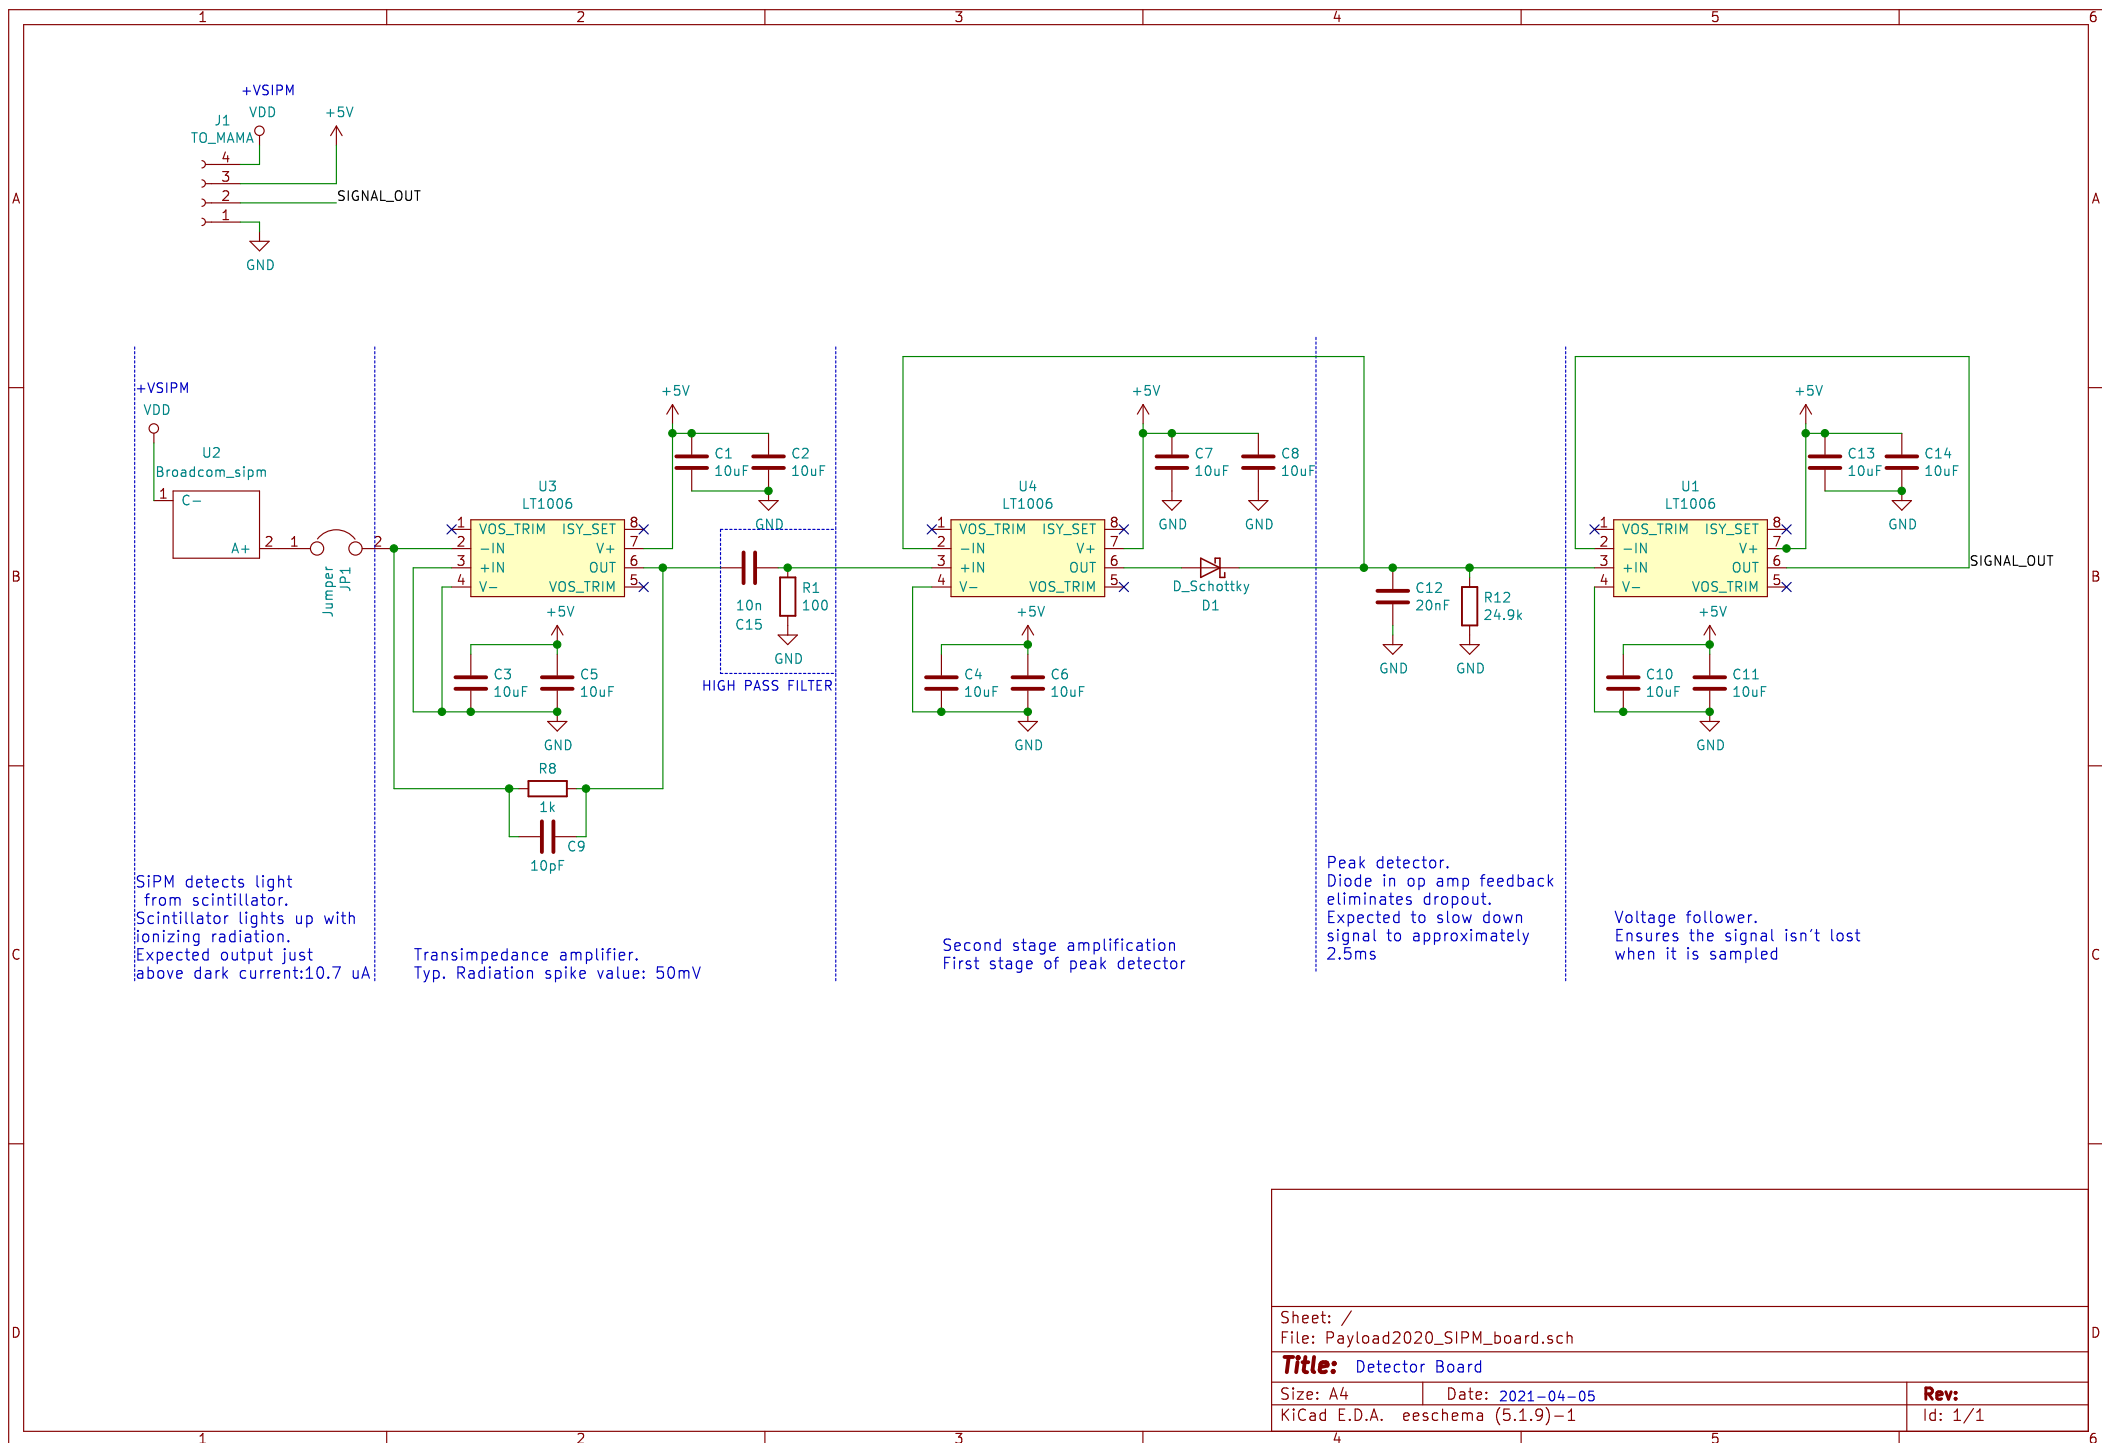 1 2 3 4 5 6
A A
B B
C C
D D
+VSIPM
VDD
+5V
J1
TO_MAMA
4
3
2
1
SIGNAL_OUT
GND
+VSIPM
VDD
U2
Broadcom_sipm
1
C-
A+
2
1
2
Jumper
JP1
SiPM detects light
from scintillator.
Scintillator lights up with
ionizing radiation.
Expected output just
above dark current:10.7 uA
U3
LT1006
1 VOS_TRIM ISY_SET 8
2 -IN V+ 7
3 +IN OUT 6
4 V- VOS_TRIM 5
+5V
C1
10uF
C2
10uF
GND
+5V
C3
10uF
C5
10uF
GND
R8
1k
C9
10pF
10n
C15
R1
100
GND
HIGH PASS FILTER
Transimpedance amplifier.
Typ. Radiation spike value: 50mV
U4
LT1006
1 VOS_TRIM ISY_SET 8
2 -IN V+ 7
3 +IN OUT 6
4 V- VOS_TRIM 5
+5V
C7
10uF
C8
10uF
GND
GND
+5V
C4
10uF
C6
10uF
GND
D_Schottky
D1
Second stage amplification
First stage of peak detector
C12
20nF
R12
24.9k
GND
GND
Peak detector.
Diode in op amp feedback
eliminates dropout.
Expected to slow down
signal to approximately
2.5ms
U1
LT1006
1 VOS_TRIM ISY_SET 8
2 -IN V+ 7
3 +IN OUT 6
4 V- VOS_TRIM 5
+5V
C13
10uF
C14
10uF
GND
SIGNAL_OUT
+5V
C10
10uF
C11
10uF
GND
Voltage follower.
Ensures the signal isn't lost
when it is sampled
Sheet: /
File: Payload2020_SIPM_board.sch
Title: Detector Board
Size: A4 Date: 2021-04-05 Rev:
KiCad E.D.A. eeschema (5.1.9)-1 Id: 1/1
1 2 3 4 5 6